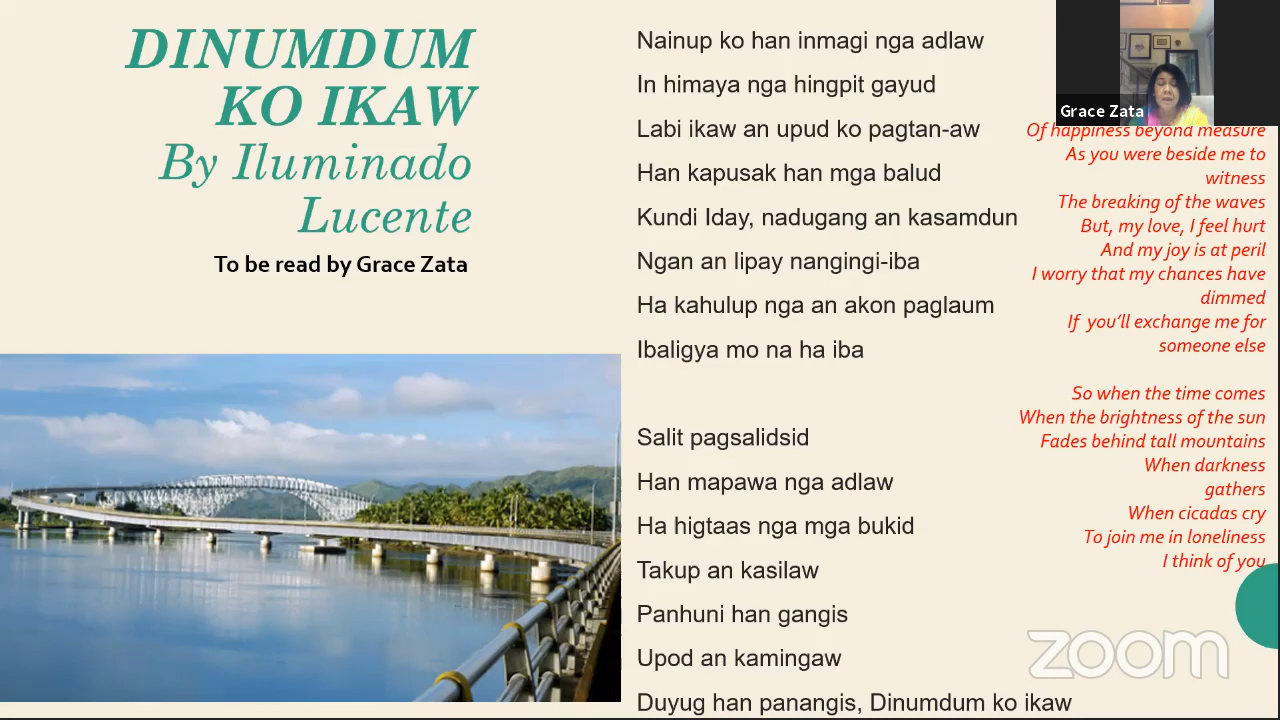 DINUMDUM
KO IKAW
By Iluminado
Lucente
To be read by Grace Zata
Nainup ko han inmagi nga adlaw
In himaya nga hingpit gayud
Labi ikaw an upud ko pagtan-aw
Han kapusak han mga balud
Kundi Iday, nadugang an kasamdun
Ngan an lipay nangingi-iba
Ha kahulup nga an akon paglaum
Ibaligya mo na ha iba
Salit pagsalidsid
Han mapawa nga adlaw
Ha higtaas nga mga bukid
Takup an kasilaw
Panhuni han gangis
Upod an kamingaw
Duyug han panangis, Dinumdum ko ikaw
Grace Zata
Of happiness beyond measure
As you were beside me to
witness
The breaking of the waves
But, my love, I feel hurt
And my joy is at peril
I worry that my chances have
dimmed
If you'll exchange me for
someone else
So when the time comes
When the brightness of the sun
Fades behind tall mountains
When darkness
gathers
When cicadas cry
To join me in loneliness
I think of you
zoom